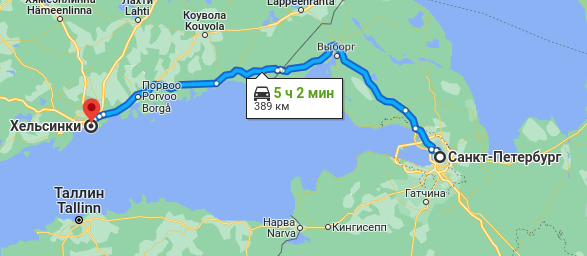 Хямеенлинна
Hämeenlinna
Лахти
Lahti
Lappeenranta
Коувола
Kouvola
Выборг
Порвоо
Porvoo
Borgå
5 ч 2 мин
389 км
Хельсинки
Санкт-Петербург
Таллин
Tallinn
Гатчина
Нарва
Narva
Кингисепп